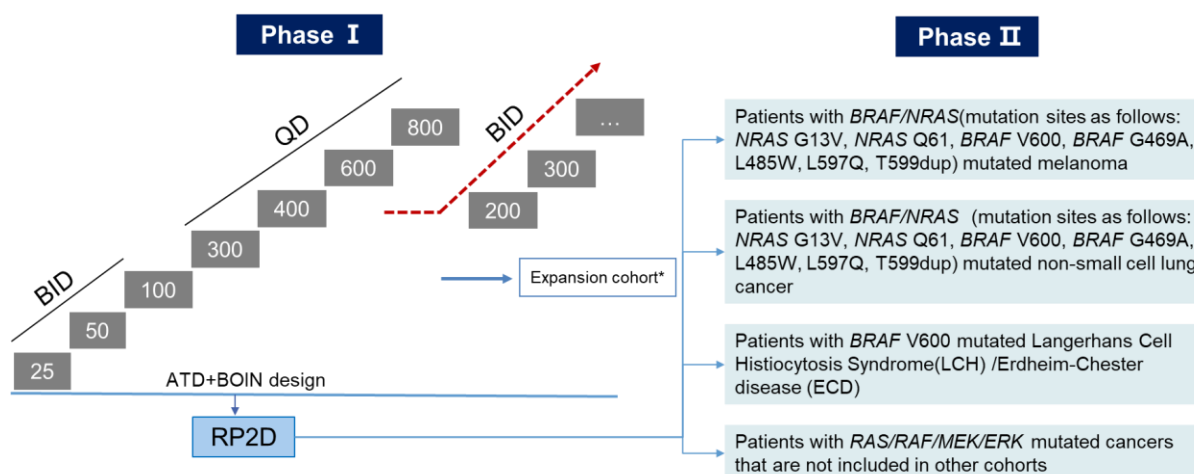 Phase Ⅰ
QD
BID
800
600
400
300
BID
100
50
25
BID
...
300
200
Expansion cohort*
ATD+BOIN design
RP2D
Phase Ⅱ
Patients with BRAF/NRAS(mutation sites as follows:
NRAS G13V, NRAS Q61, BRAF V600, BRAF G469A,
L485W, L597Q, T599dup) mutated melanoma
Patients with BRAF/NRAS (mutation sites as follows:
NRAS G13V, NRAS Q61, BRAF V600, BRAF G469A,
L485W, L597Q, T599dup) mutated non-small cell lung
cancer
Patients with BRAF V600 mutated Langerhans Cell
Histiocytosis Syndrome(LCH) /Erdheim-Chester
disease (ECD)
Patients with RAS/RAF/MEK/ERK mutated cancers
that are not included in other cohorts